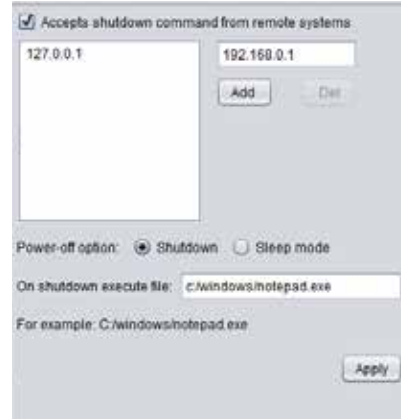 Accepts shutdown command from remote systems
127.0.0.1
192.168.0.1
Add Del
Power-off option: Shutdown Sleep mode
On shutdown execute file: c:/windows/notepad.exe
For example: C:/windows/notepad.exe
Apply